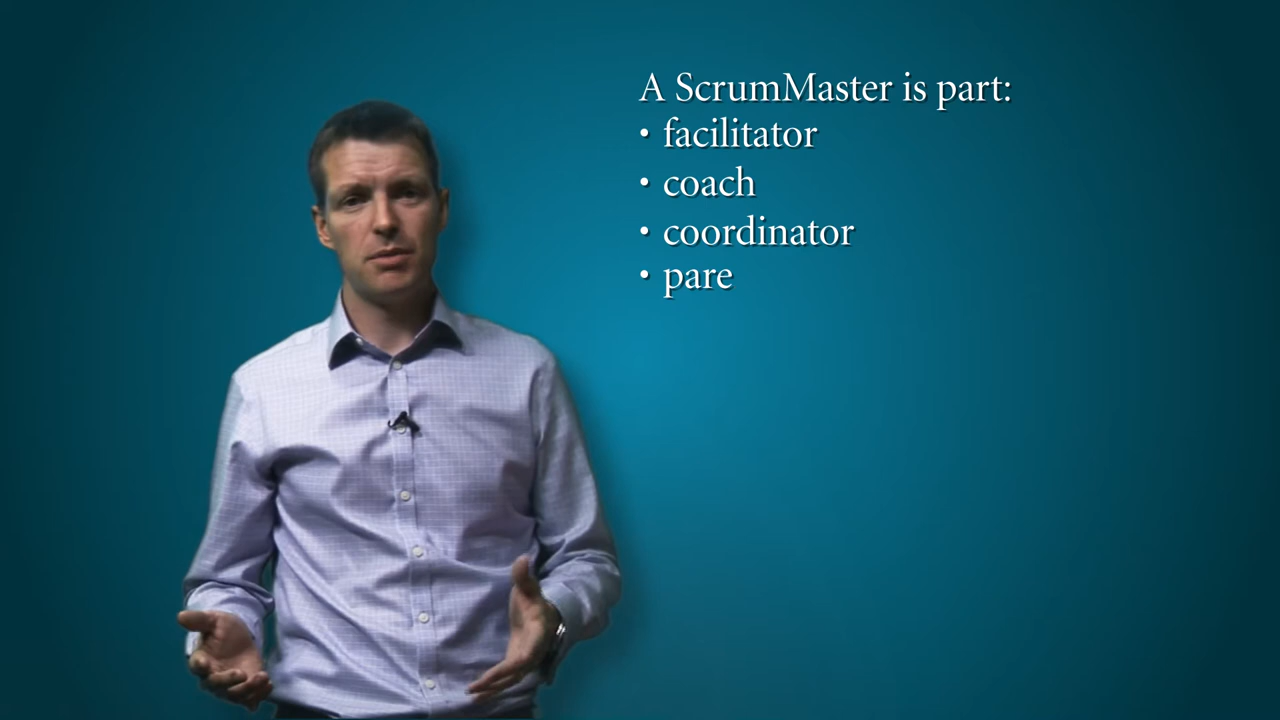 A ScrumMaster is part:
• facilitator
• coach
• coordinator
• pare